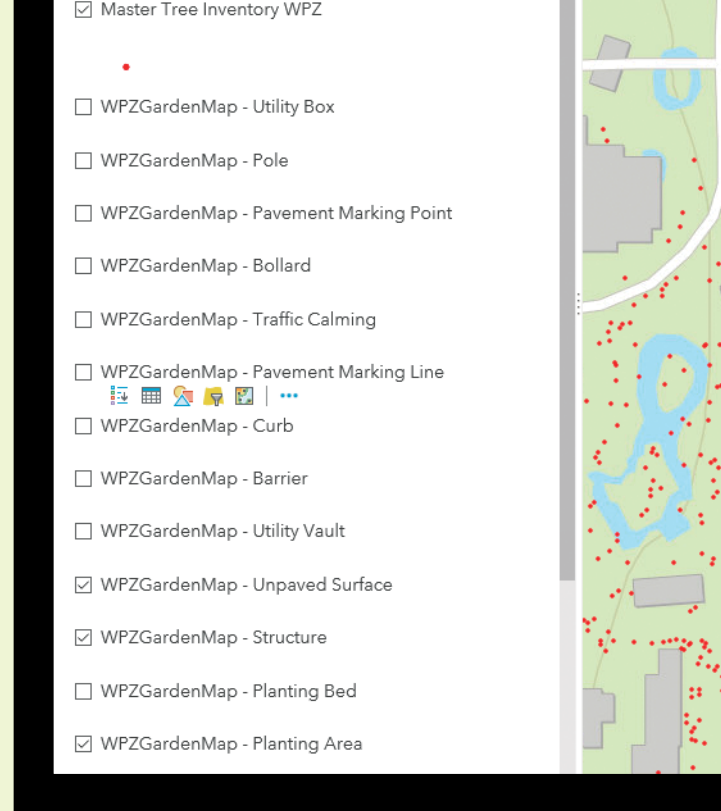 Master Tree Inventory WPZ
WPZGardenMap - Utility Box
WPZGardenMap - Pole
WPZGardenMap - Pavement Marking Point
WPZGardenMap - Bollard
WPZGardenMap - Traffic Calming
WPZGardenMap - Pavement Marking Line
WPZGardenMap - Curb
WPZGardenMap - Barrier
WPZGardenMap - Utility Vault
WPZGardenMap - Unpaved Surface
WPZGardenMap - Structure
WPZGardenMap - Planting Bed
WPZGardenMap - Planting Area